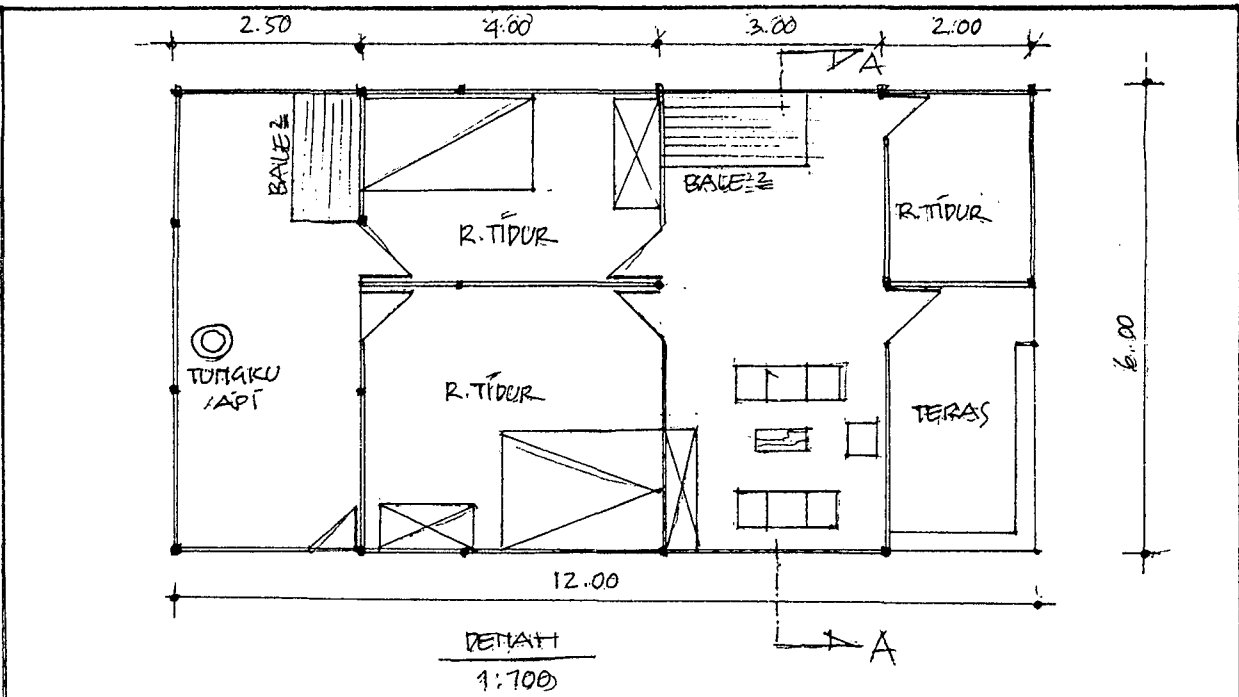 2.50 4.00 3.00 2.00
A
BALE2
BALE2
R.TIDUR
R.TIDUR
6.00
TUNGKU
API
R.TIDUR
TERAS
12.00
DENAH
1:100
A